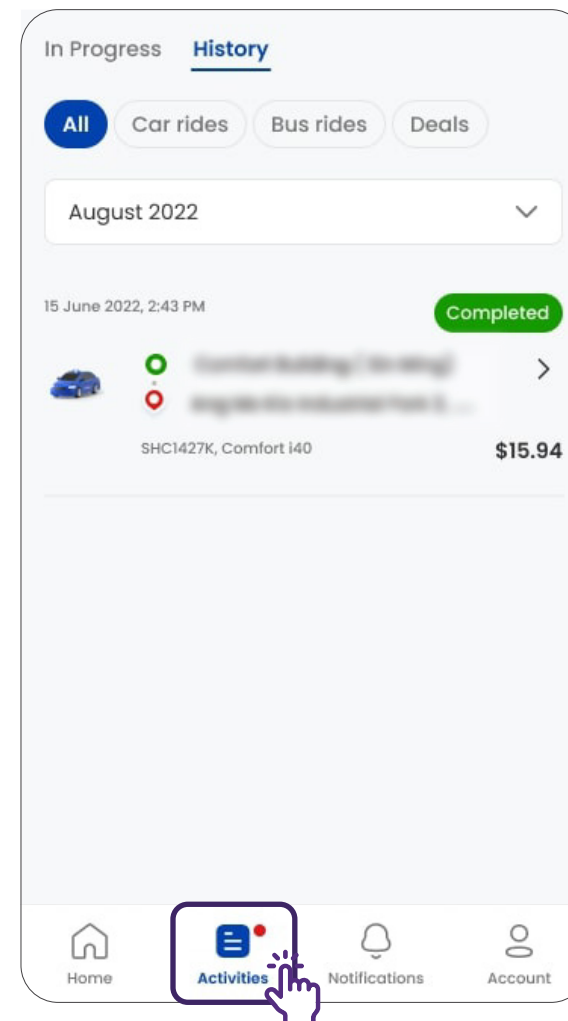 In Progress History
All Car rides Bus rides Deals
August 2022
15 June 2022, 2:43 PM Completed
SHC1427K, Comfort i40 $15.94
Home Activities Notifications Account